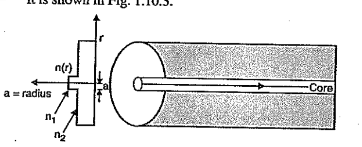 It is shown in Fig. 1.10.3.
r
n(r)
a
a = radius
Core
n1
n2